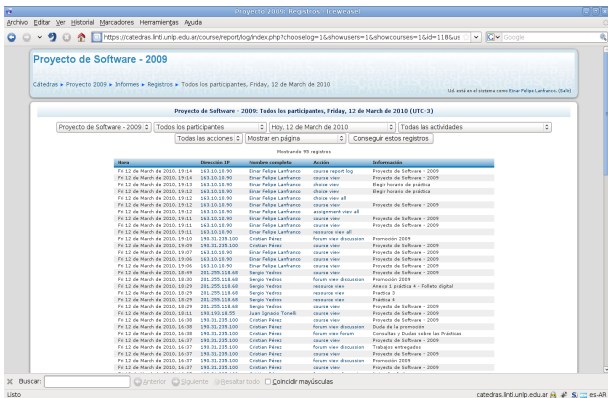 Proyecto 2009: Registros - Iceweasel
Archivo Editar Ver Historial Marcadores Herramientas Ayuda
https://catedras.linti.unlp.edu.ar/course/report/log/index.php?chooselog=1&showusers=1&showcourses=1&id=118&us
Google
Proyecto de Software - 2009
Cátedras ► Proyecto 2009 ► Informes ► Registros ► Todos los participantes, Friday, 12 de March de 2010
Ud. está en el sistema como Einar Felipe Lanfranco (Salir)
Proyecto de Software - 2009: Todos los participantes, Friday, 12 de March de 2010 (UTC-3)
Proyecto de Software - 2009 Todos los participantes Hoy, 12 de March de 2010 Todas las actividades
Todas las acciones Mostrar en página Conseguir estos registros
Mostrando 95 registros
Hora Dirección IP Nombre completo Acción Información
Fri 12 de March de 2010, 19:14 163.10.10.90 Einar Felipe Lanfranco course report log Proyecto de Software - 2009
Fri 12 de March de 2010, 19:14 163.10.10.90 Einar Felipe Lanfranco course view Proyecto de Software - 2009
Fri 12 de March de 2010, 19:13 163.10.10.90 Einar Felipe Lanfranco choice view Elegir horario de práctica
Fri 12 de March de 2010, 19:12 163.10.10.90 Einar Felipe Lanfranco choice view Elegir horario de práctica
Fri 12 de March de 2010, 19:12 163.10.10.90 Einar Felipe Lanfranco choice view all
Fri 12 de March de 2010, 19:12 163.10.10.90 Einar Felipe Lanfranco course view Proyecto de Software - 2009
Fri 12 de March de 2010, 19:12 163.10.10.90 Einar Felipe Lanfranco assignment view all
Fri 12 de March de 2010, 19:11 163.10.10.90 Einar Felipe Lanfranco course view Proyecto de Software - 2009
Fri 12 de March de 2010, 19:11 163.10.10.90 Einar Felipe Lanfranco course view Proyecto de Software - 2009
Fri 12 de March de 2010, 19:11 163.10.10.90 Einar Felipe Lanfranco resource view all
Fri 12 de March de 2010, 19:10 190.31.235.100 Cristian Pérez forum view discussion Promoción 2009
Fri 12 de March de 2010, 19:09 190.31.235.100 Cristian Pérez course view Proyecto de Software - 2009
Fri 12 de March de 2010, 19:07 163.10.10.90 Einar Felipe Lanfranco course view Proyecto de Software - 2009
Fri 12 de March de 2010, 19:06 163.10.10.90 Einar Felipe Lanfranco course view Proyecto de Software - 2009
Fri 12 de March de 2010, 19:06 163.10.10.90 Einar Felipe Lanfranco course view Proyecto de Software - 2009
Fri 12 de March de 2010, 18:49 201.255.118.68 Sergio Yedros course view Proyecto de Software - 2009
Fri 12 de March de 2010, 18:30 201.255.118.68 Sergio Yedros forum view discussion Promoción 2009
Fri 12 de March de 2010, 18:29 201.255.118.68 Sergio Yedros resource view Anexo 1 práctica 4 - Folleto digital
Fri 12 de March de 2010, 18:29 201.255.118.68 Sergio Yedros resource view Practica 3
Fri 12 de March de 2010, 18:29 201.255.118.68 Sergio Yedros resource view Práctica 4
Fri 12 de March de 2010, 18:29 201.255.118.68 Sergio Yedros course view Proyecto de Software - 2009
Fri 12 de March de 2010, 18:11 190.193.18.55 Juan Ignacio Tonelli course view Proyecto de Software - 2009
Fri 12 de March de 2010, 16:38 190.31.235.100 Cristian Pérez course view Proyecto de Software - 2009
Fri 12 de March de 2010, 16:38 190.31.235.100 Cristian Pérez forum view discussion Duda de la promoción
Fri 12 de March de 2010, 16:38 190.31.235.100 Cristian Pérez forum view forum Consultas y Dudas sobre las Prácticas
Fri 12 de March de 2010, 16:37 190.31.235.100 Cristian Pérez course view Proyecto de Software - 2009
Fri 12 de March de 2010, 16:37 190.31.235.100 Cristian Pérez forum view discussion Trabajos entregados
Fri 12 de March de 2010, 16:37 190.31.235.100 Cristian Pérez course view Proyecto de Software - 2009
Fri 12 de March de 2010, 16:37 190.31.235.100 Cristian Pérez forum view discussion Promoción 2009
Buscar: Anterior Siguiente Resaltar todo Coincidir mayúsculas
Listo catedras.linti.unlp.edu.ar es-AR